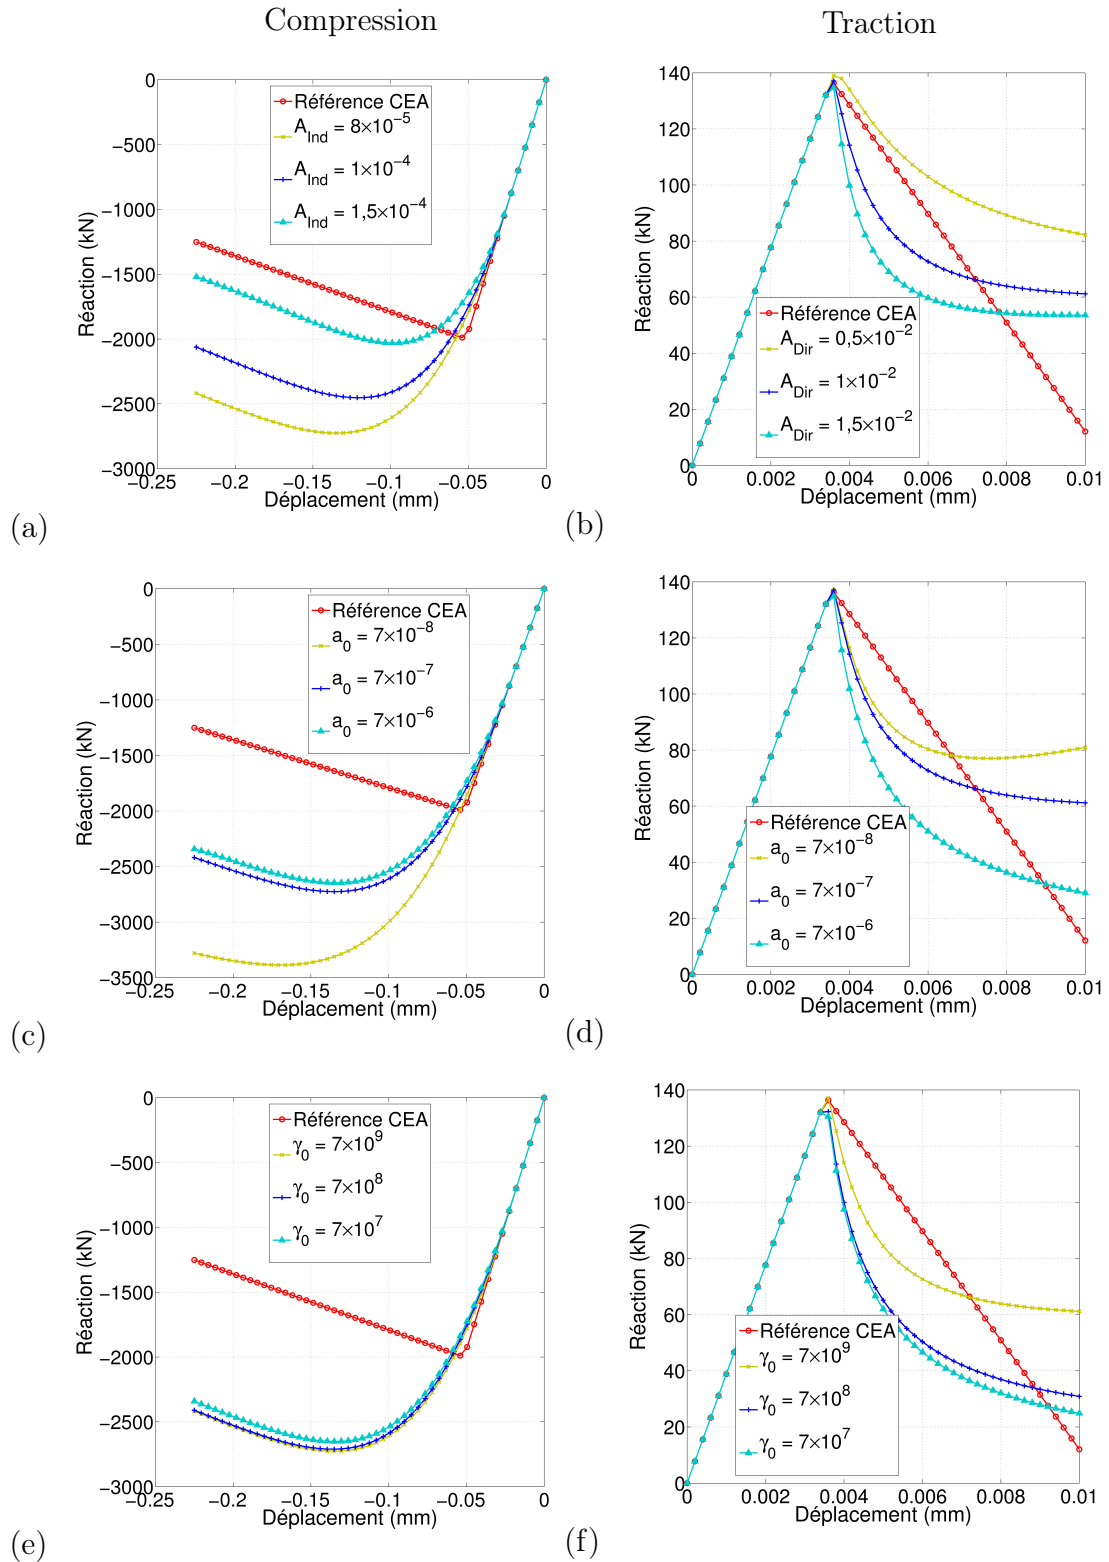 Compression
Traction
0
−500
−1000
−1500
−2000
−2500
−3000
−0.25
−0.2
−0.15
−0.1
−0.05
0
Réaction (kN)
Déplacement (mm)
Référence CEA
A_Ind = 8×10^−5
A_Ind = 1×10^−4
A_Ind = 1,5×10^−4
(a)
140
120
100
80
60
40
20
0
0
0.002
0.004
0.006
0.008
0.01
Réaction (kN)
Déplacement (mm)
Référence CEA
A_Dir = 0,5×10^−2
A_Dir = 1×10^−2
A_Dir = 1,5×10^−2
(b)
0
−500
−1000
−1500
−2000
−2500
−3000
−3500
−0.25
−0.2
−0.15
−0.1
−0.05
0
Réaction (kN)
Déplacement (mm)
Référence CEA
a_0 = 7×10^−8
a_0 = 7×10^−7
a_0 = 7×10^−6
(c)
140
120
100
80
60
40
20
0
0
0.002
0.004
0.006
0.008
0.01
Réaction (kN)
Déplacement (mm)
Référence CEA
a_0 = 7×10^−8
a_0 = 7×10^−7
a_0 = 7×10^−6
(d)
0
−500
−1000
−1500
−2000
−2500
−3000
−0.25
−0.2
−0.15
−0.1
−0.05
0
Réaction (kN)
Déplacement (mm)
Référence CEA
γ_0 = 7×10^9
γ_0 = 7×10^8
γ_0 = 7×10^7
(e)
140
120
100
80
60
40
20
0
0
0.002
0.004
0.006
0.008
0.01
Réaction (kN)
Déplacement (mm)
Référence CEA
γ_0 = 7×10^9
γ_0 = 7×10^8
γ_0 = 7×10^7
(f)